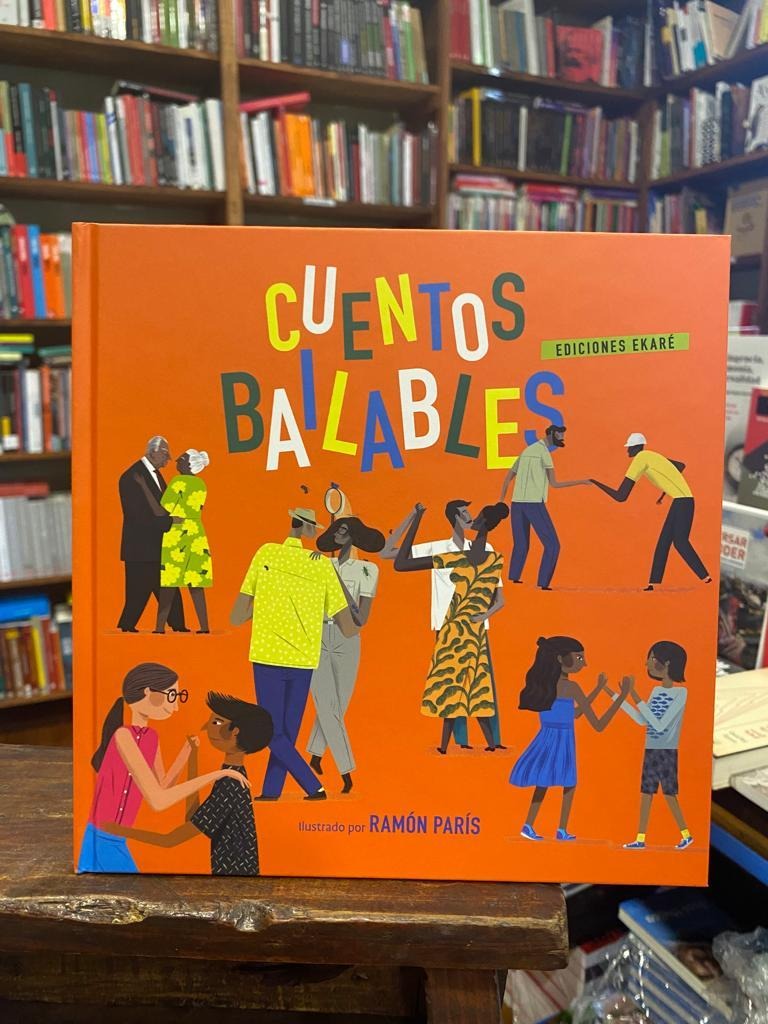 CUENTOS
EDICIONES EKARÉ
BAILABLES
Ilustrado por RAMÓN PARÍS